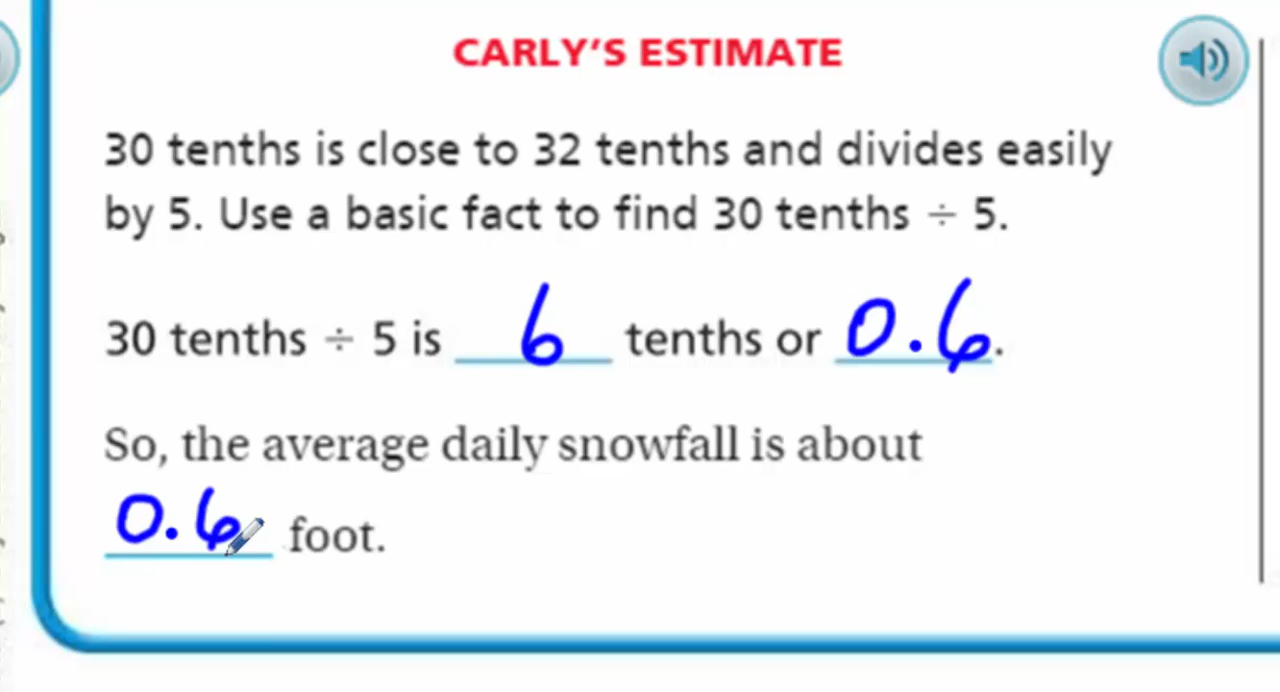 CARLY'S ESTIMATE
30 tenths is close to 32 tenths and divides easily
by 5. Use a basic fact to find 30 tenths ÷ 5.
30 tenths ÷ 5 is 6 tenths or 0.6.
So, the average daily snowfall is about
0.6 foot.